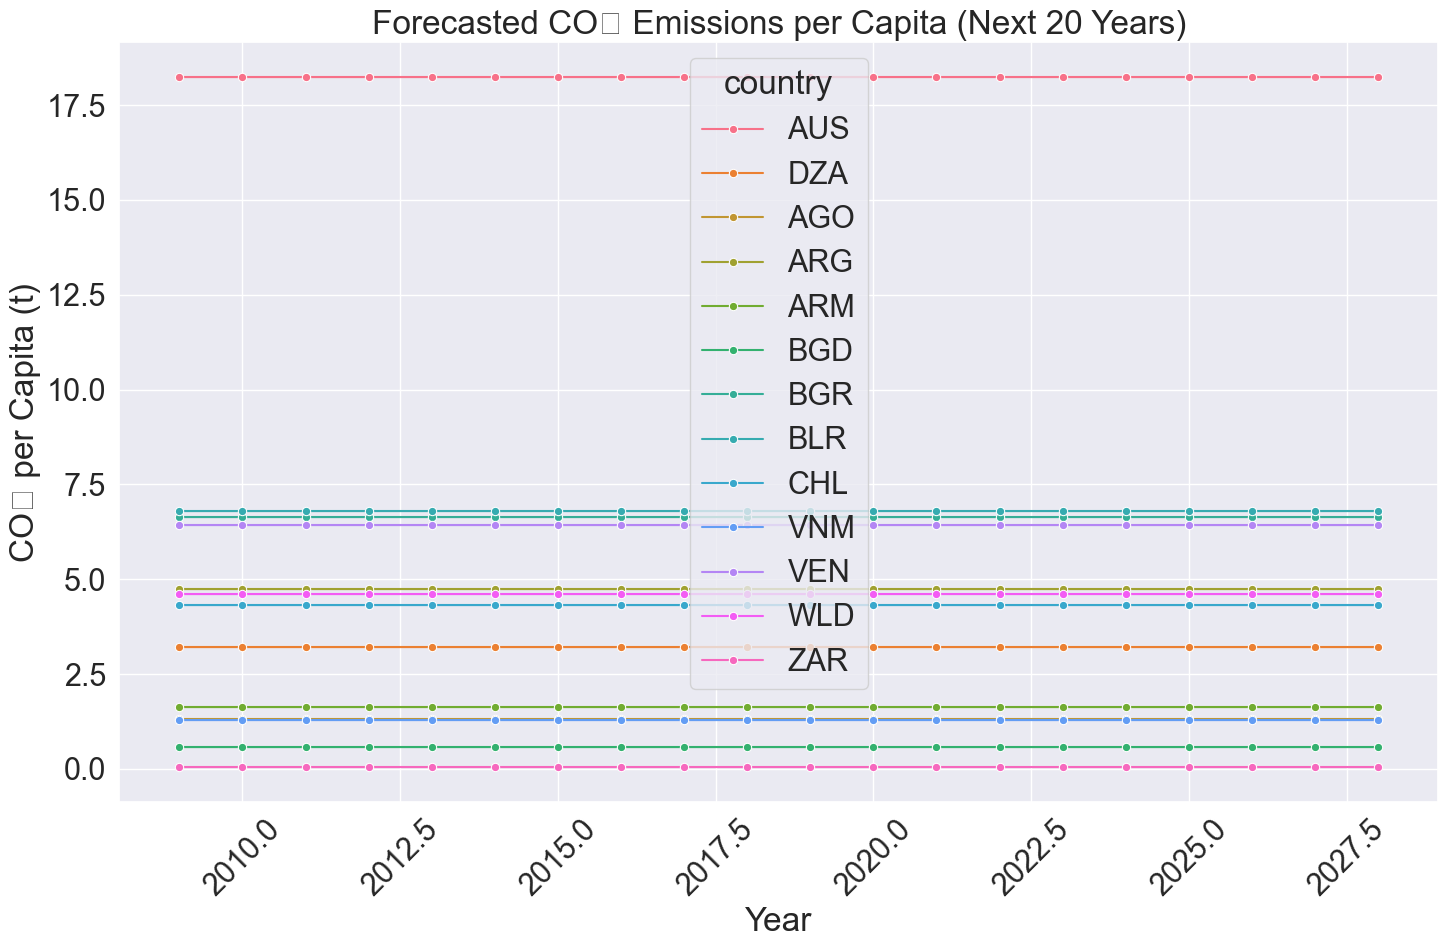 Forecasted CO▯ Emissions per Capita (Next 20 Years)
country
AUS
DZA
AGO
ARG
ARM
BGD
BGR
BLR
CHL
VNM
VEN
WLD
ZAR
CO▯ per Capita (t)
17.5
15.0
12.5
10.0
7.5
5.0
2.5
0.0
2010.0
2012.5
2015.0
2017.5
2020.0
2022.5
2025.0
2027.5
Year